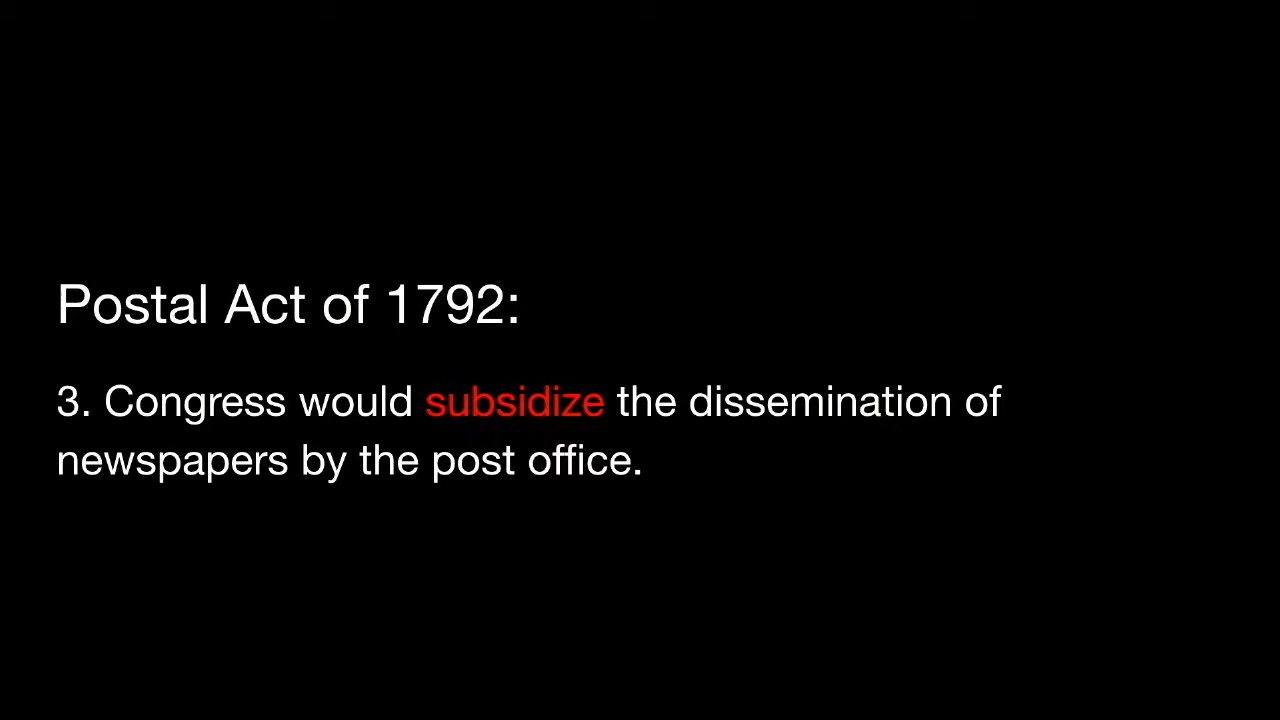 Postal Act of 1792:
3. Congress would subsidize the dissemination of
newspapers by the post office.